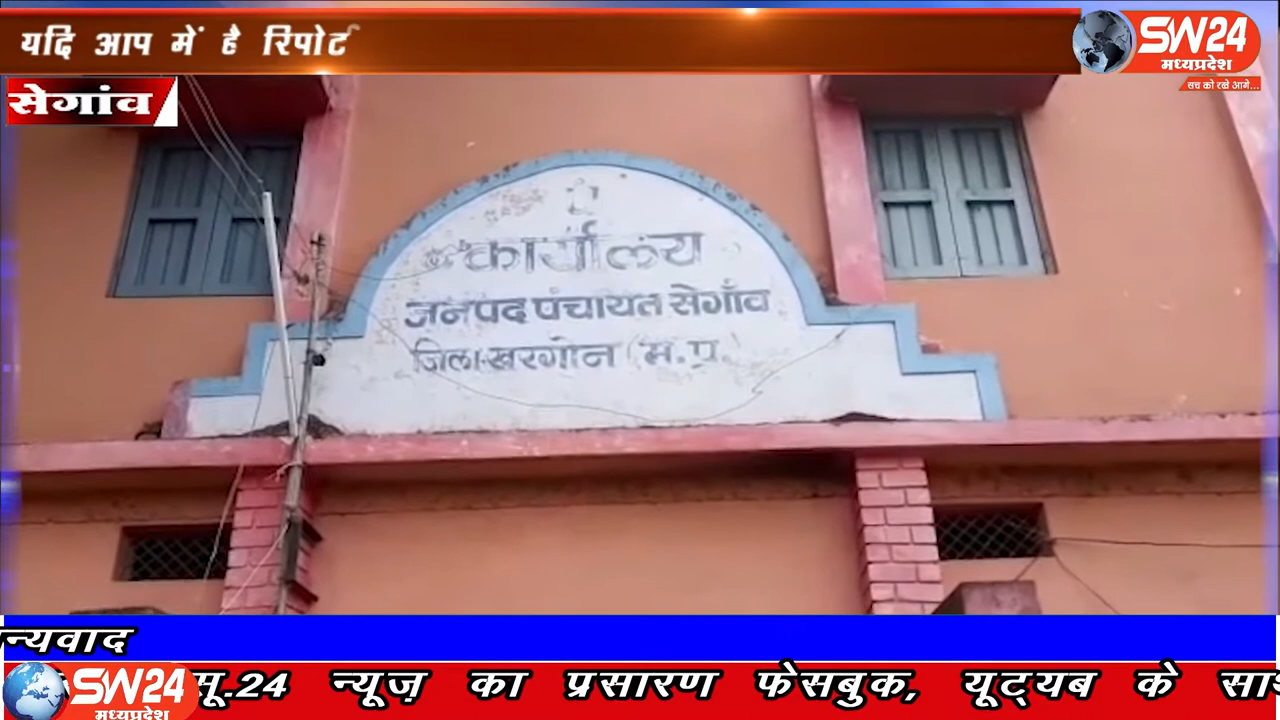 यदि आप में है रिपोर्ट
SW24
मध्यप्रदेश
सच को रखे आगे...
सेगांव
कार्यालय
जनपद पंचायत सेगाँव
जिला-खरगोन (म.प्र.)
न्यवाद
SW24
मध्यप्रदेश
सू.24 न्यूज़ का प्रसारण फेसबुक, यूट्यब के साथ